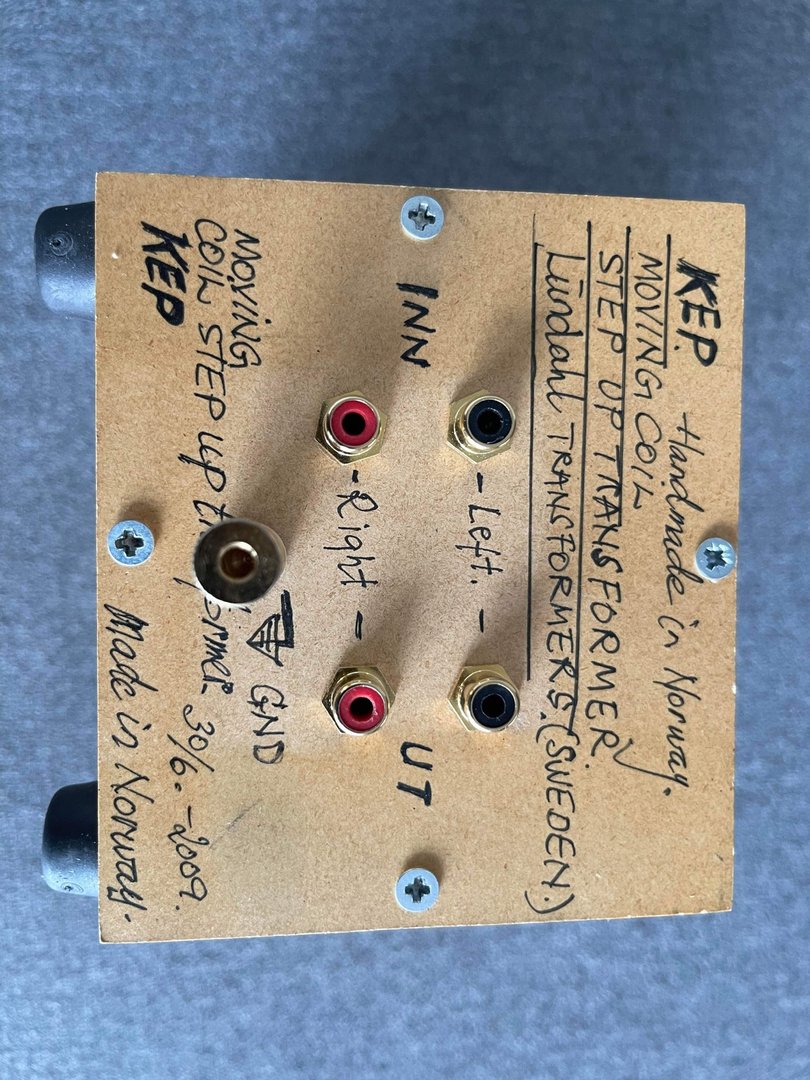 KEP. Handmade in Norway.
MOVING COIL
STEP UP TRANSFORMER
Lündahl TRANSFORMERS. (SWEDEN.)
- Left. -
INN
UT
- Right -
GND
MOVING
COIL STEP UP 30/6.-2009.
KEP
Made in Norway.